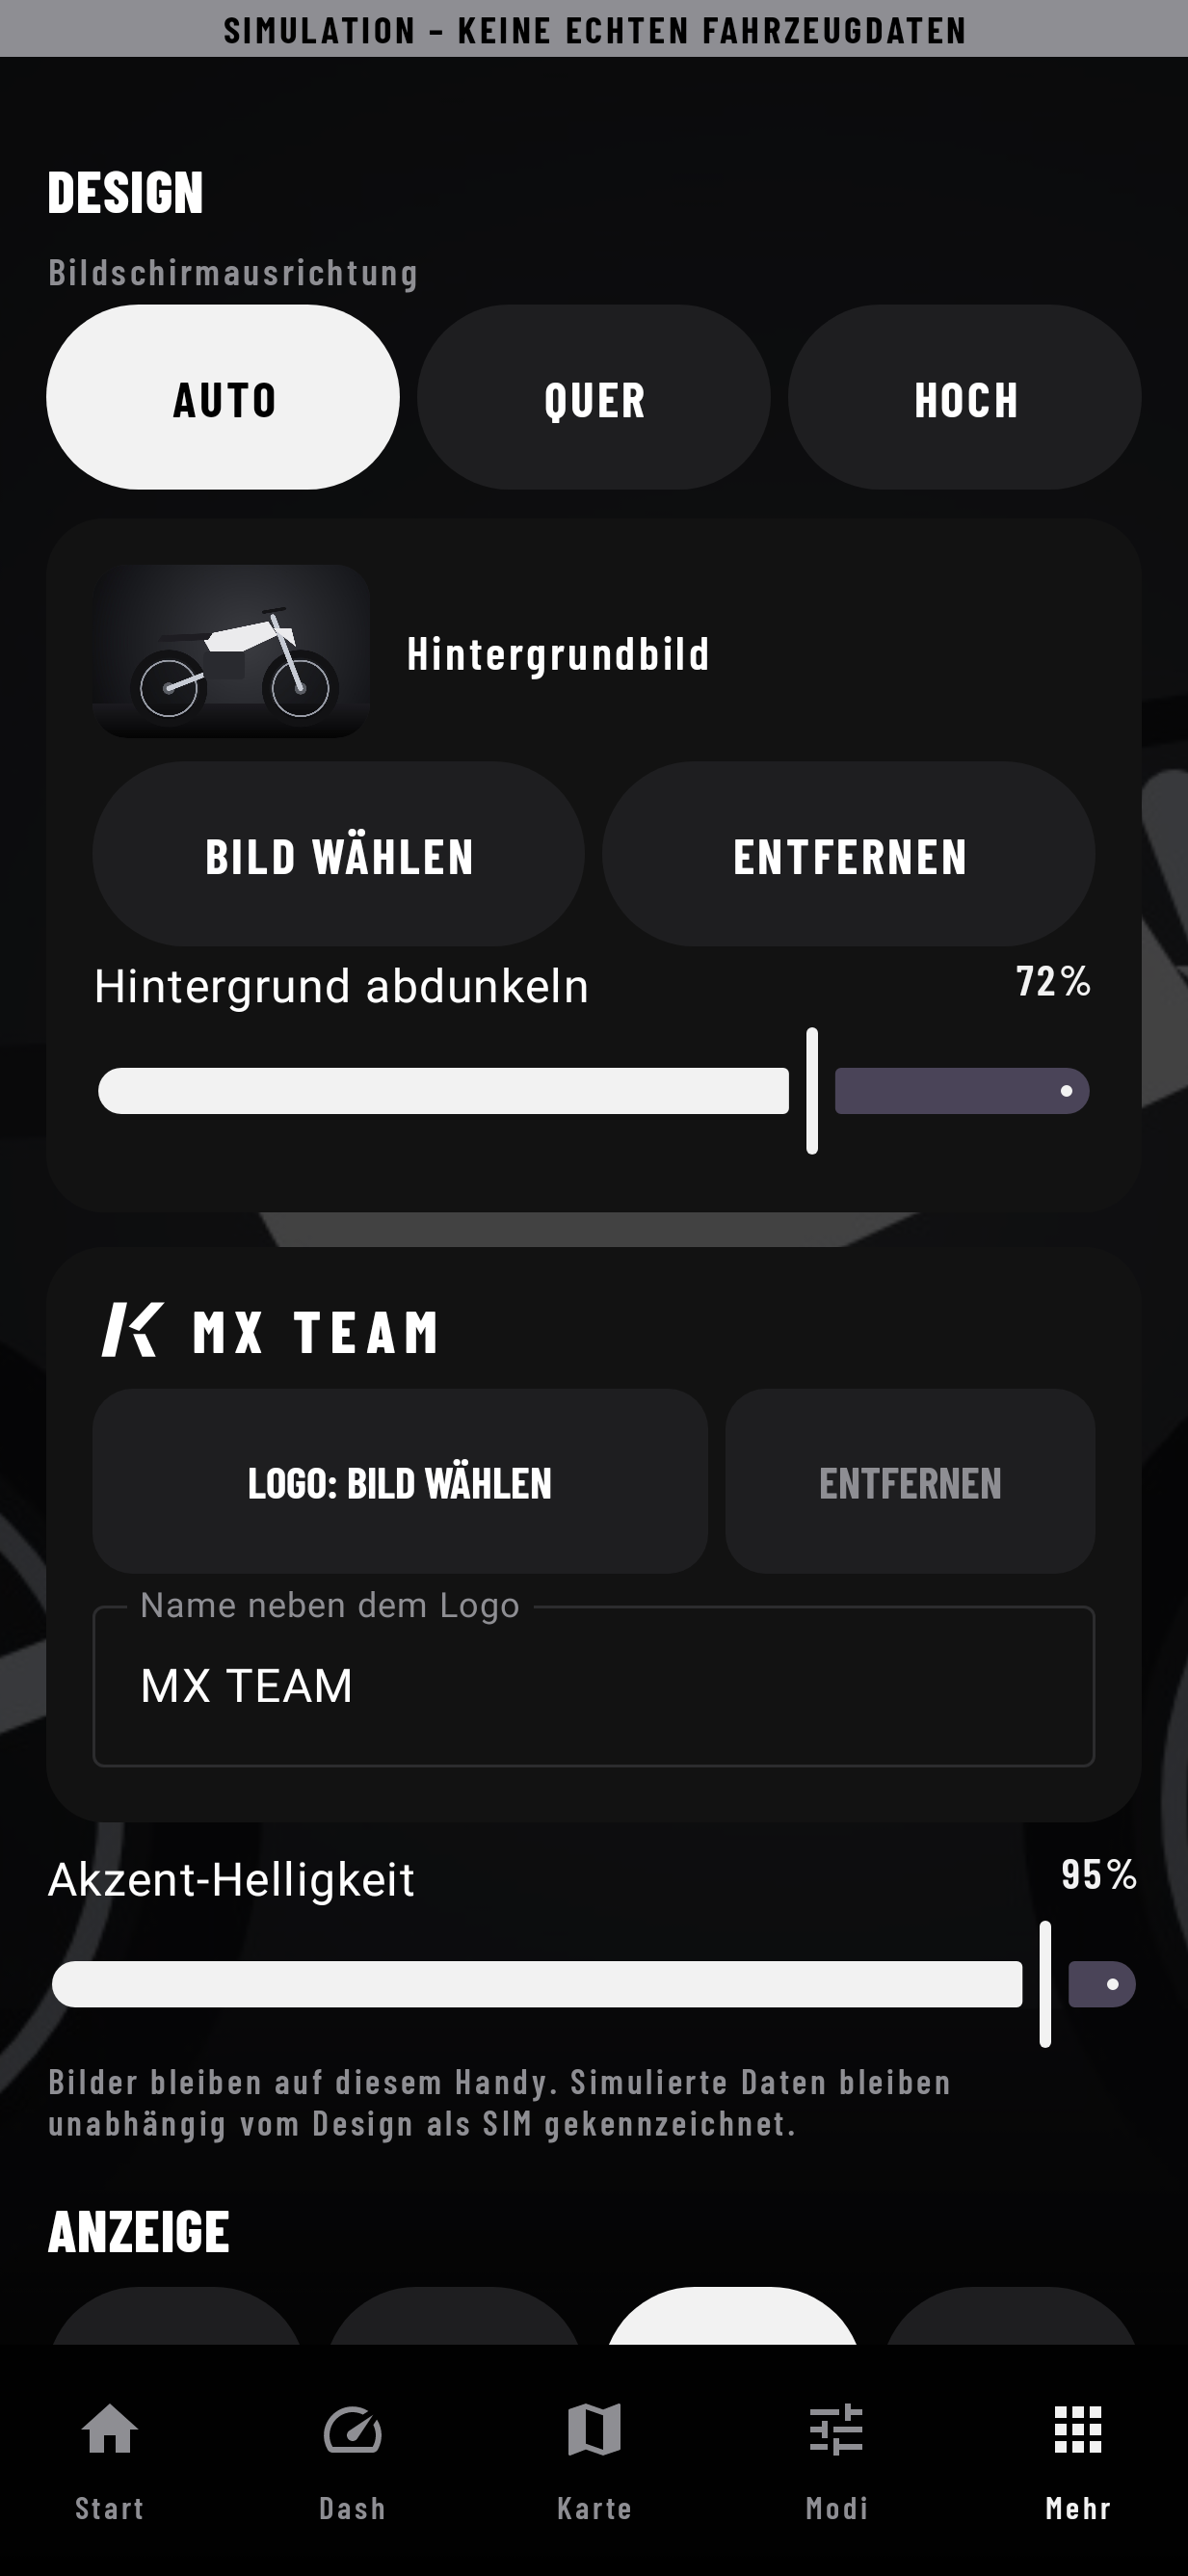 SIMULATION – KEINE ECHTEN FAHRZEUGDATEN
DESIGN
Bildschirmausrichtung
AUTO QUER HOCH
Hintergrundbild
BILD WÄHLEN ENTFERNEN
Hintergrund abdunkeln 72%
MX TEAM
LOGO: BILD WÄHLEN ENTFERNEN
Name neben dem Logo
MX TEAM
Akzent-Helligkeit 95%
Bilder bleiben auf diesem Handy. Simulierte Daten bleiben
unabhängig vom Design als SIM gekennzeichnet.
ANZEIGE
Start Dash Karte Modi Mehr